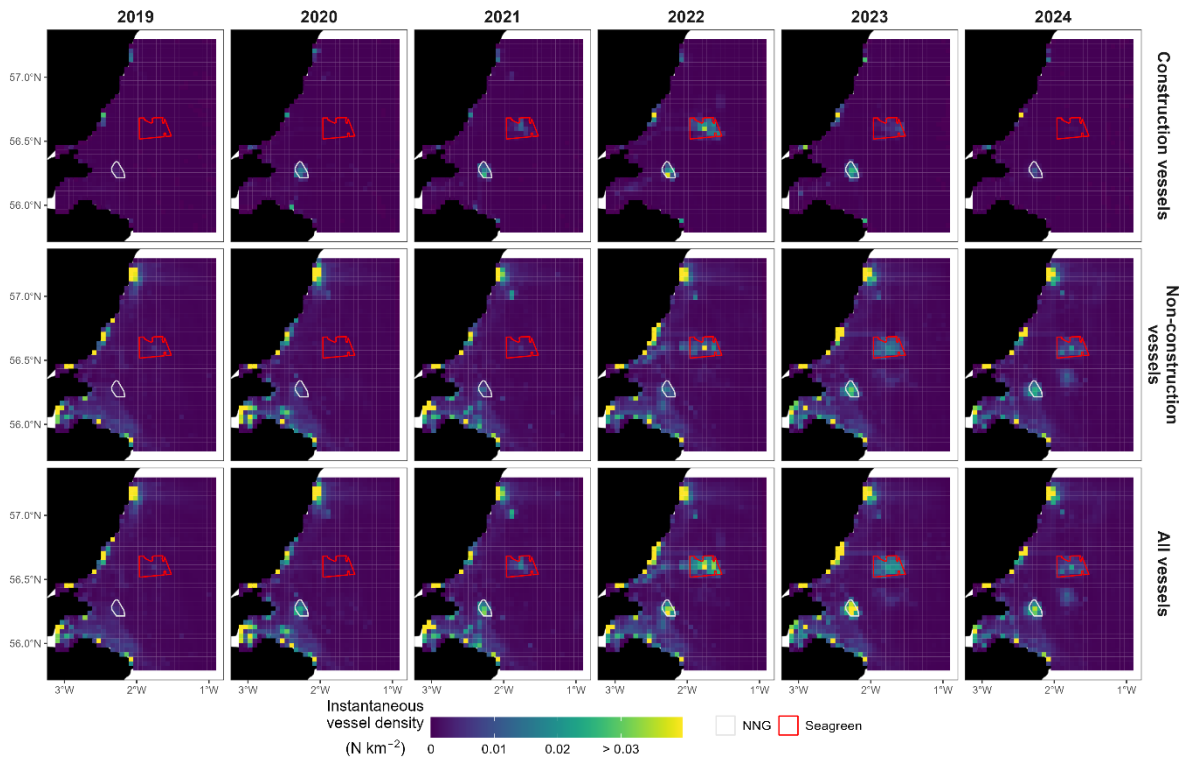 2019 2020 2021 2022 2023 2024
57.0°N
56.5°N
56.0°N
Construction vessels
57.0°N
56.5°N
56.0°N
Non-construction
vessels
57.0°N
56.5°N
56.0°N
All vessels
3°W 2°W 1°W 3°W 2°W 1°W 3°W 2°W 1°W 3°W 2°W 1°W 3°W 2°W 1°W 3°W 2°W 1°W
Instantaneous
vessel density
(N km⁻²)
0 0.01 0.02 > 0.03
NNG Seagreen